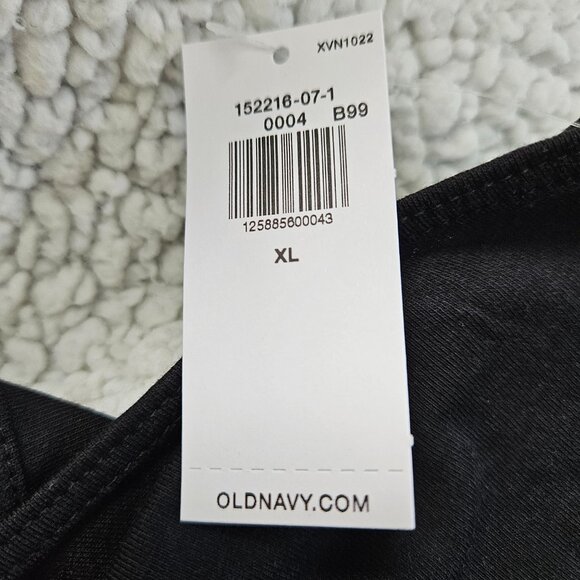 XVN1022
152216-07-1
0004 B99
125885600043
XL
OLDNAVY.COM